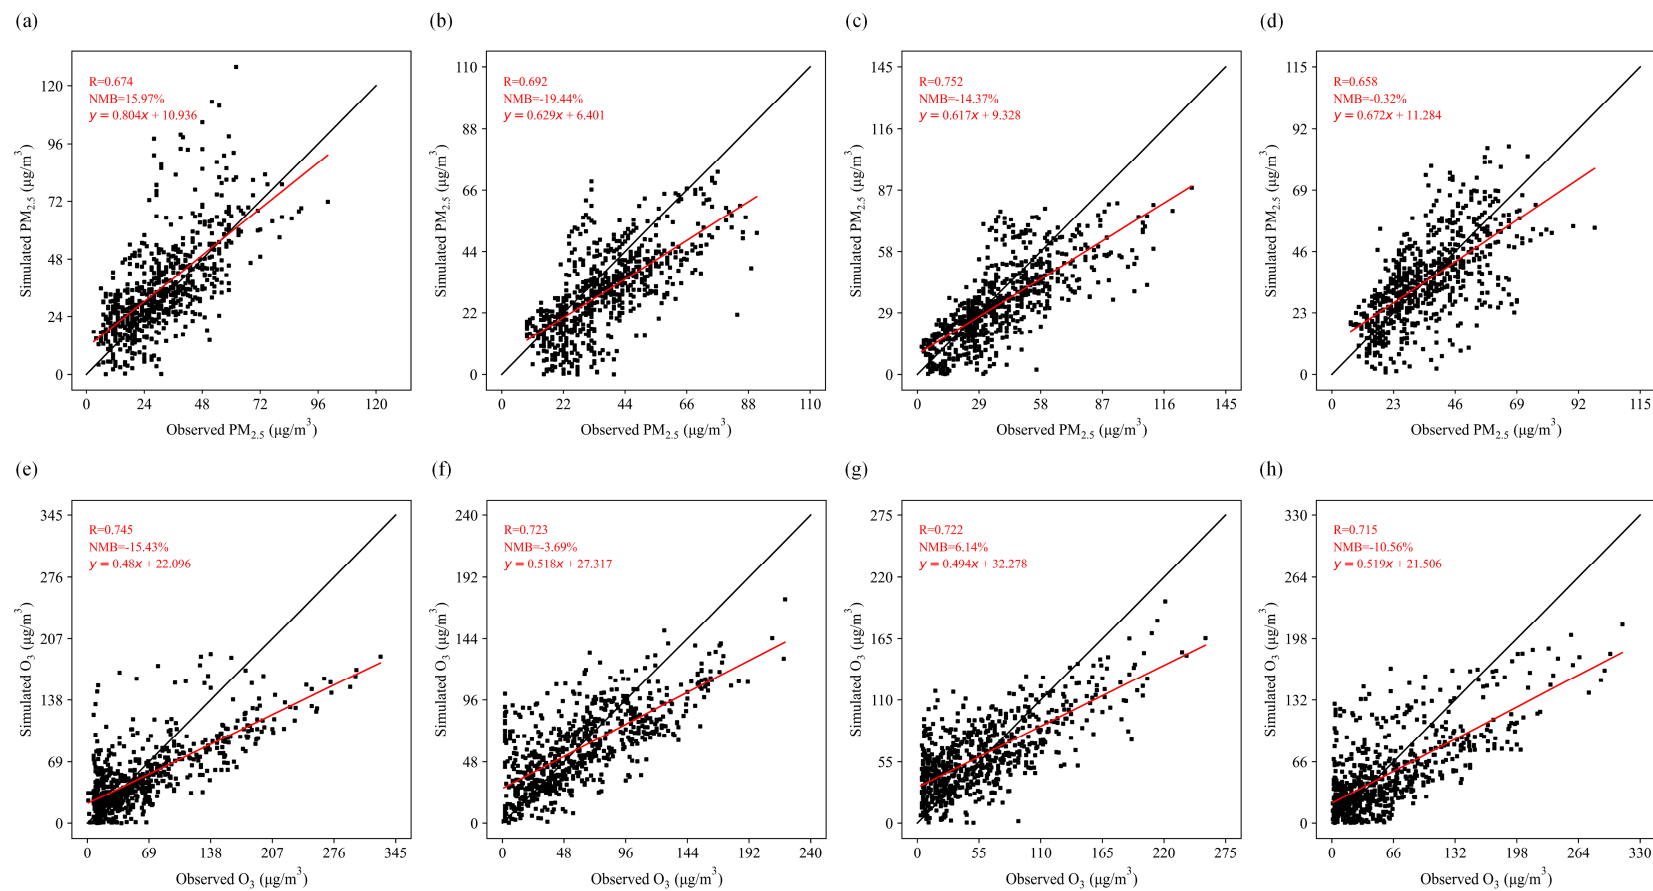 (a)
R=0.674
NMB=15.97%
y = 0.804x + 10.936
Simulated PM2.5 (μg/m3)
120
96
72
48
24
0
0 24 48 72 96 120
Observed PM2.5 (μg/m3)
(b)
R=0.692
NMB=-19.44%
y = 0.629x + 6.401
Simulated PM2.5 (μg/m3)
110
88
66
44
22
0
0 22 44 66 88 110
Observed PM2.5 (μg/m3)
(c)
R=0.752
NMB=-14.37%
y = 0.617x + 9.328
Simulated PM2.5 (μg/m3)
145
116
87
58
29
0
0 29 58 87 116 145
Observed PM2.5 (μg/m3)
(d)
R=0.658
NMB=-0.32%
y = 0.672x + 11.284
Simulated PM2.5 (μg/m3)
115
92
69
46
23
0
0 23 46 69 92 115
Observed PM2.5 (μg/m3)
(e)
R=0.745
NMB=-15.43%
y = 0.48x + 22.096
Simulated O3 (μg/m3)
345
276
207
138
69
0
0 69 138 207 276 345
Observed O3 (μg/m3)
(f)
R=0.723
NMB=-3.69%
y = 0.518x + 27.317
Simulated O3 (μg/m3)
240
192
144
96
48
0
0 48 96 144 192 240
Observed O3 (μg/m3)
(g)
R=0.722
NMB=6.14%
y = 0.494x + 32.278
Simulated O3 (μg/m3)
275
220
165
110
55
0
0 55 110 165 220 275
Observed O3 (μg/m3)
(h)
R=0.715
NMB=-10.56%
y = 0.519x + 21.506
Simulated O3 (μg/m3)
330
264
198
132
66
0
0 66 132 198 264 330
Observed O3 (μg/m3)